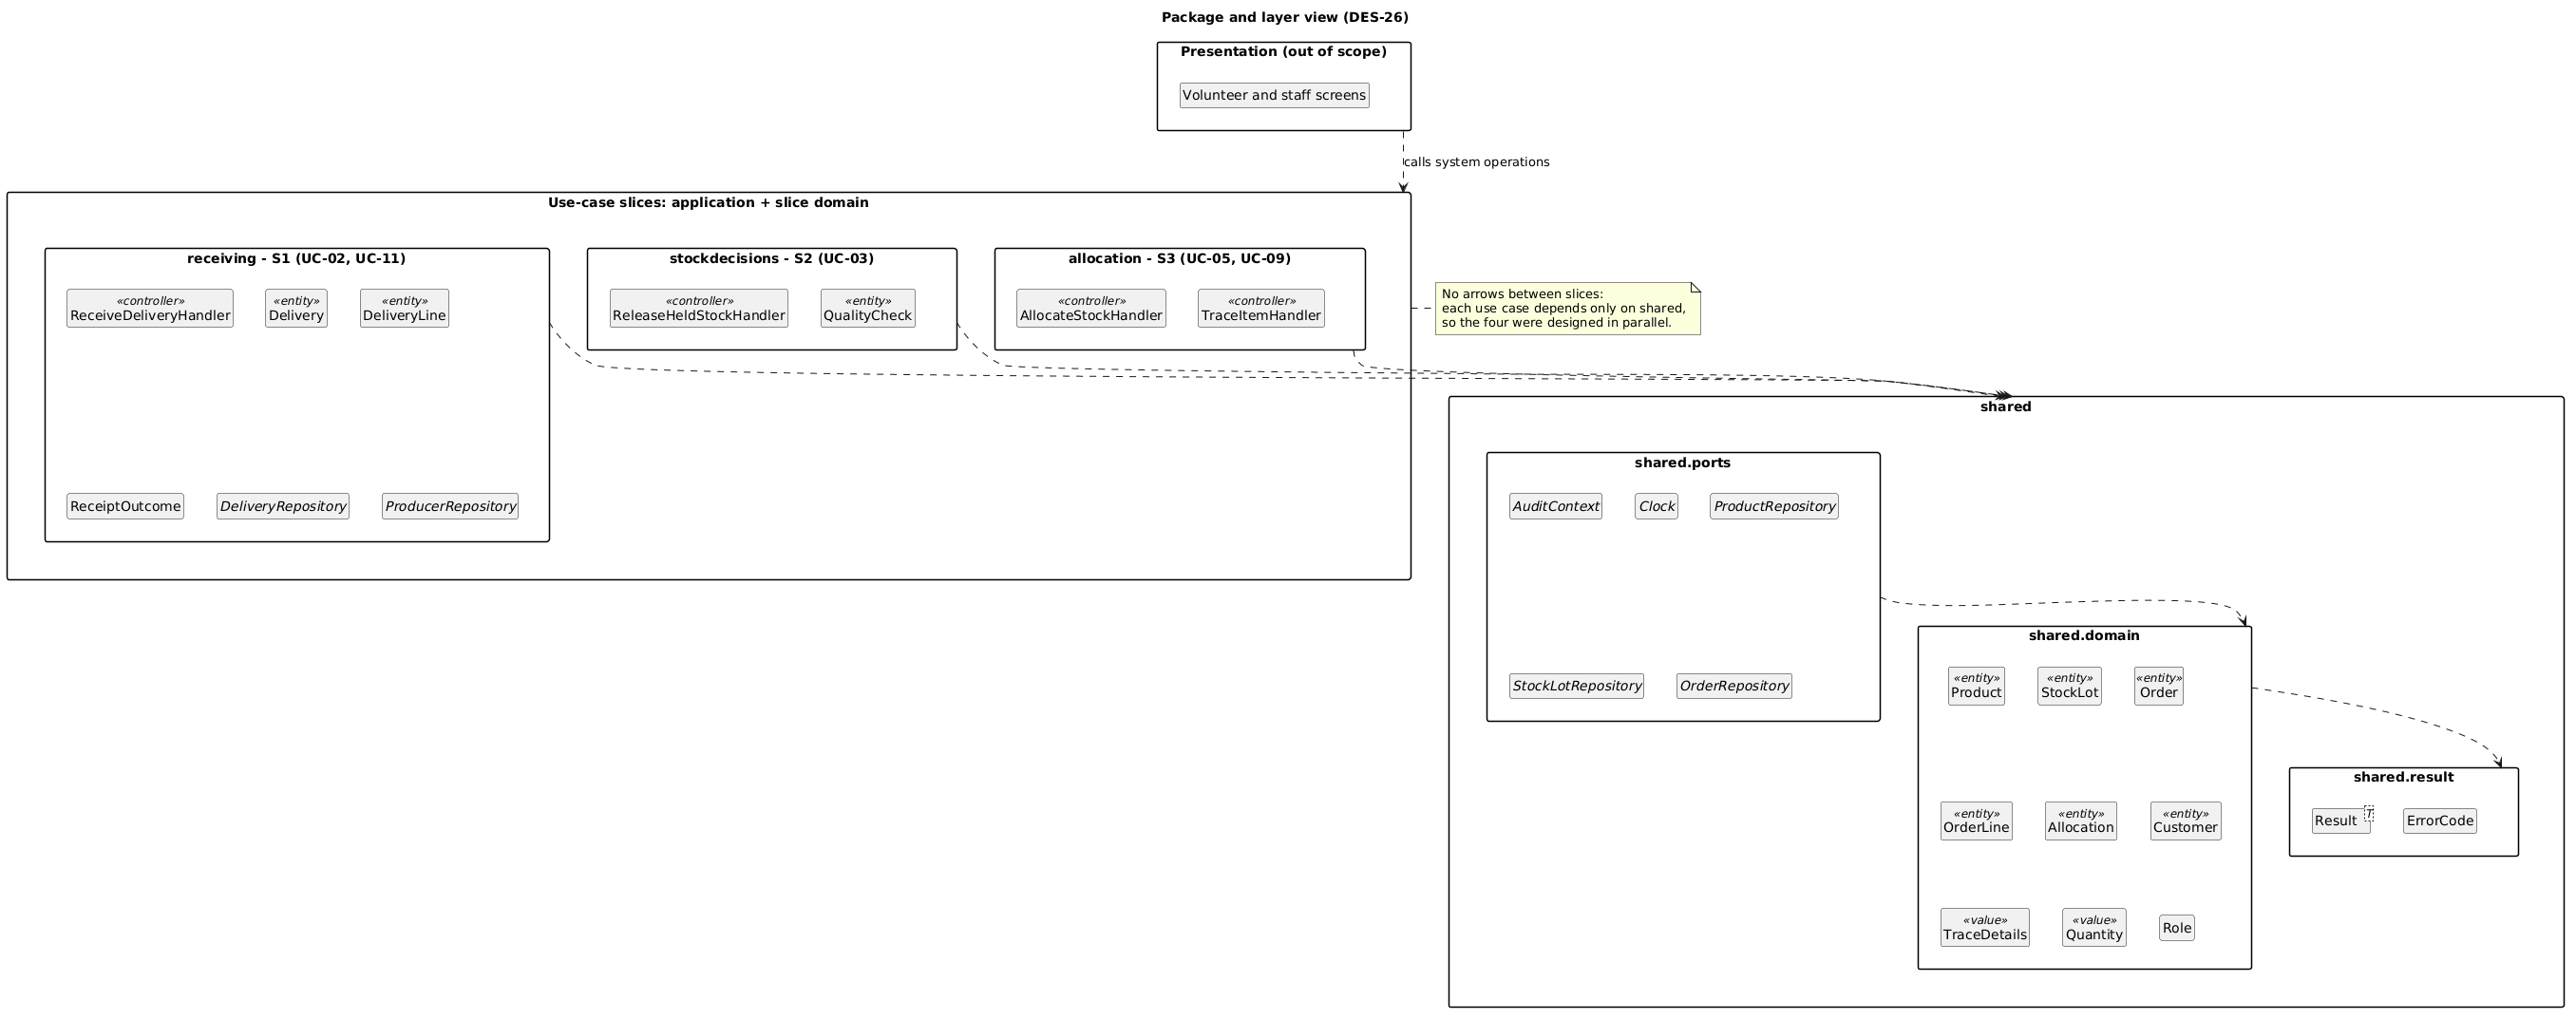 Package and layer view (DES-26)
Presentation (out of scope)
Volunteer and staff screens
calls system operations
Use-case slices: application + slice domain
receiving - S1 (UC-02, UC-11)
«controller»
ReceiveDeliveryHandler
«entity»
Delivery
«entity»
DeliveryLine
ReceiptOutcome
DeliveryRepository
ProducerRepository
stockdecisions - S2 (UC-03)
«controller»
ReleaseHeldStockHandler
«entity»
QualityCheck
allocation - S3 (UC-05, UC-09)
«controller»
AllocateStockHandler
«controller»
TraceItemHandler
No arrows between slices:
each use case depends only on shared,
so the four were designed in parallel.
shared
shared.ports
AuditContext
Clock
ProductRepository
StockLotRepository
OrderRepository
shared.domain
«entity»
Product
«entity»
StockLot
«entity»
Order
«entity»
OrderLine
«entity»
Allocation
«entity»
Customer
«value»
TraceDetails
«value»
Quantity
Role
shared.result
Result
T
ErrorCode